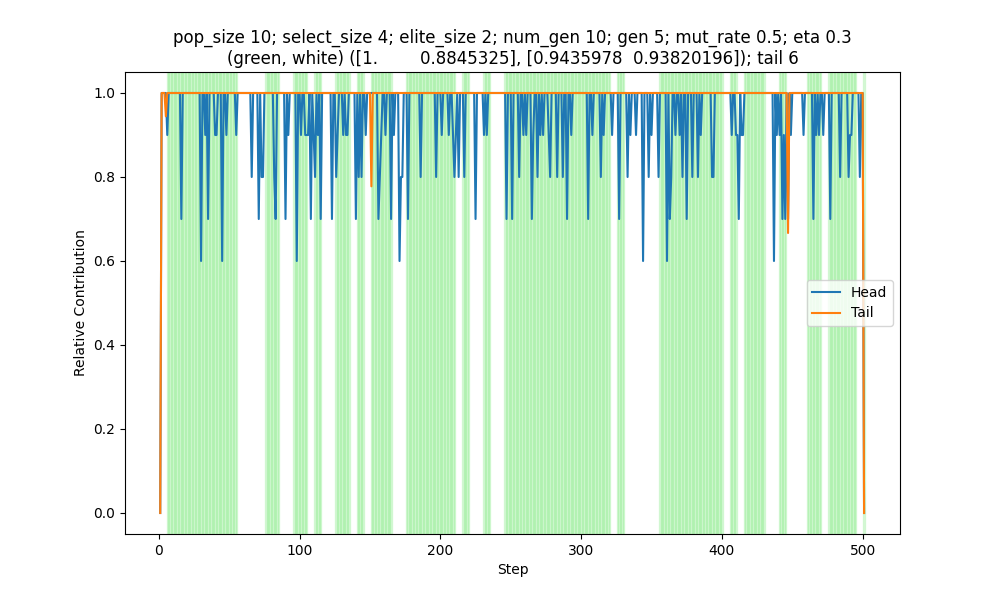 pop_size 10; select_size 4; elite_size 2; num_gen 10; gen 5; mut_rate 0.5; eta 0.3
(green, white) ([1.         0.8845325], [0.9435978  0.93820196]); tail 6
1.0
0.8
0.6
0.4
0.2
0.0
Relative Contribution
Head
Tail
0
100
200
300
400
500
Step